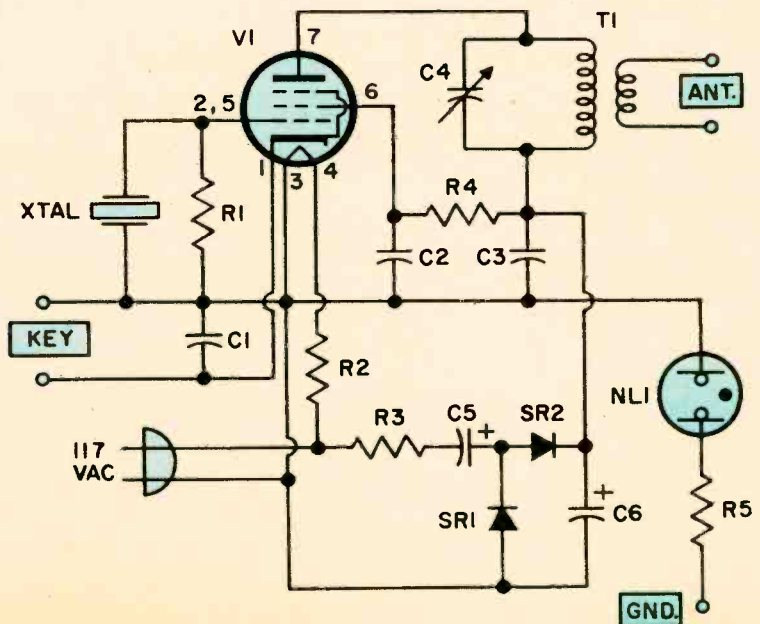 V1
7
T1
C4
6
ANT.
2, 5
1
3
4
XTAL
R1
R4
C2
C3
KEY
C1
R2
NL1
R3
C5
+
SR2
117
VAC
SR1
+
C6
R5
GND.